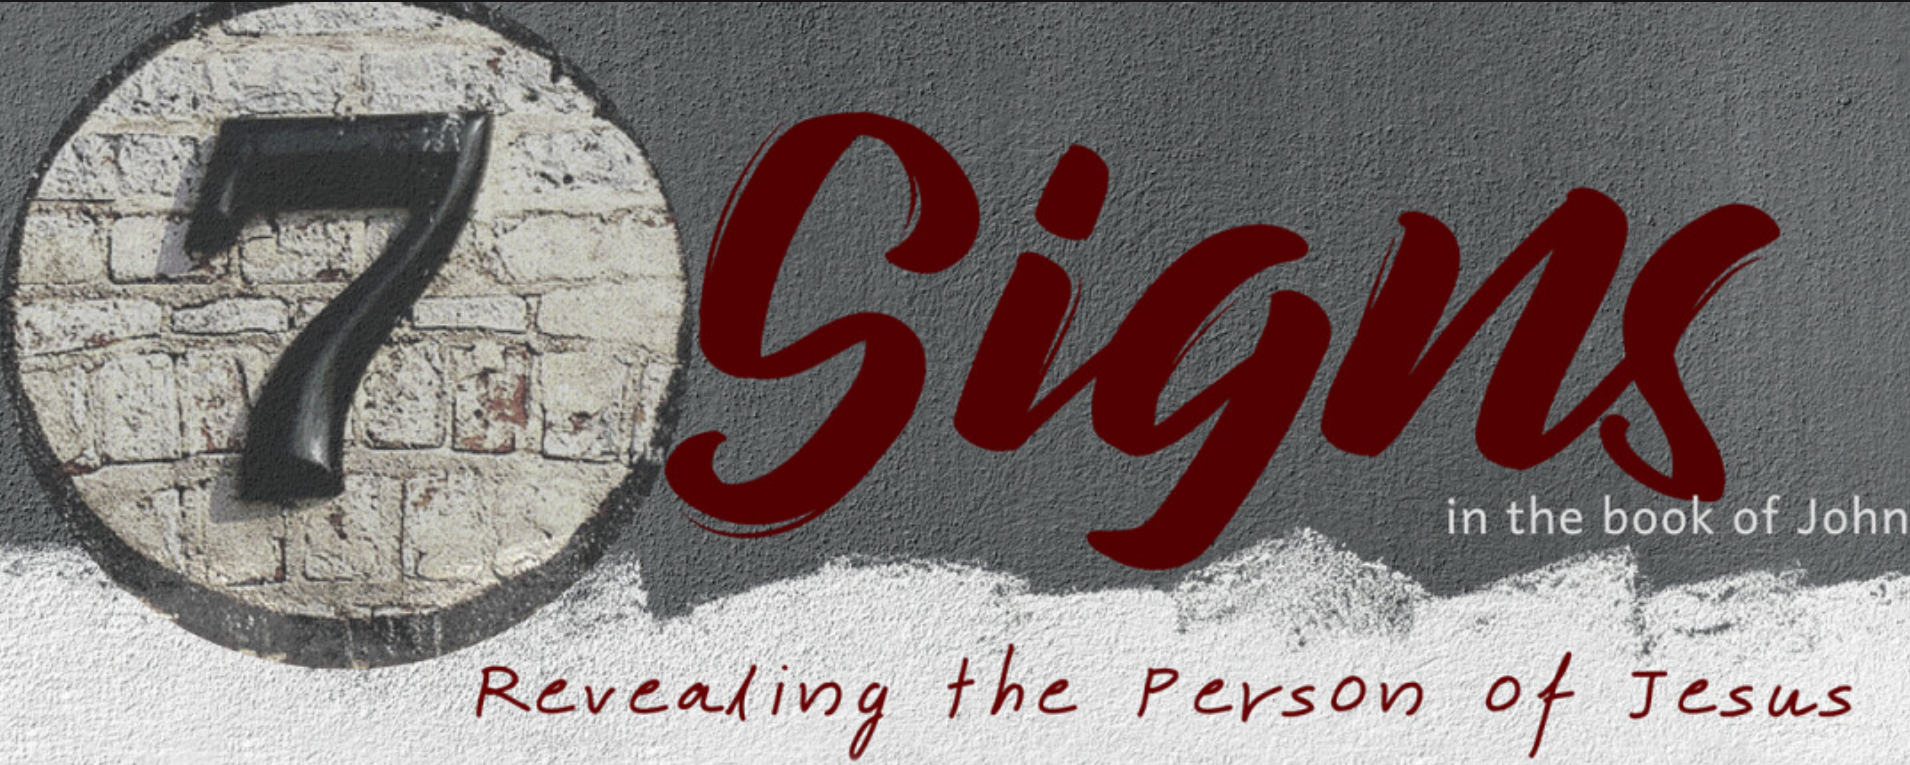 7 Signs
in the book of John
Revealing the Person of Jesus